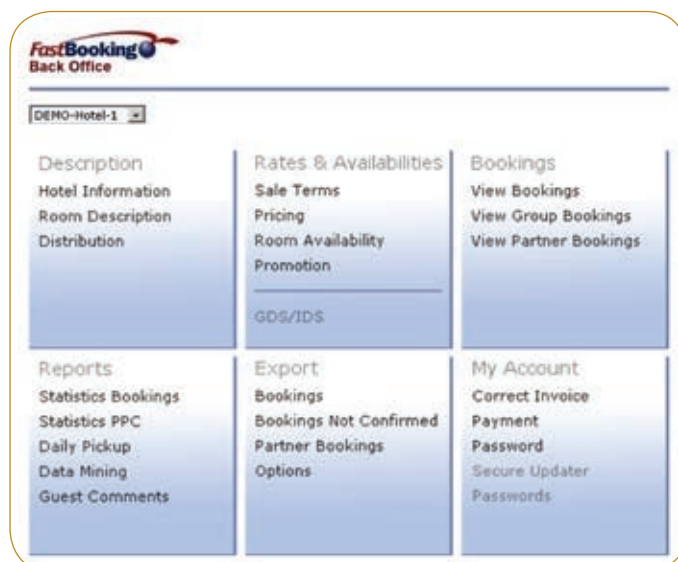 FastBooking
Back Office
DEMO-Hotel-1
Description
Hotel Information
Room Description
Distribution
Rates & Availabilities
Sale Terms
Pricing
Room Availability
Promotion
GDS/IDS
Bookings
View Bookings
View Group Bookings
View Partner Bookings
Reports
Statistics Bookings
Statistics PPC
Daily Pickup
Data Mining
Guest Comments
Export
Bookings
Bookings Not Confirmed
Partner Bookings
Options
My Account
Correct Invoice
Payment
Password
Secure Updater
Passwords